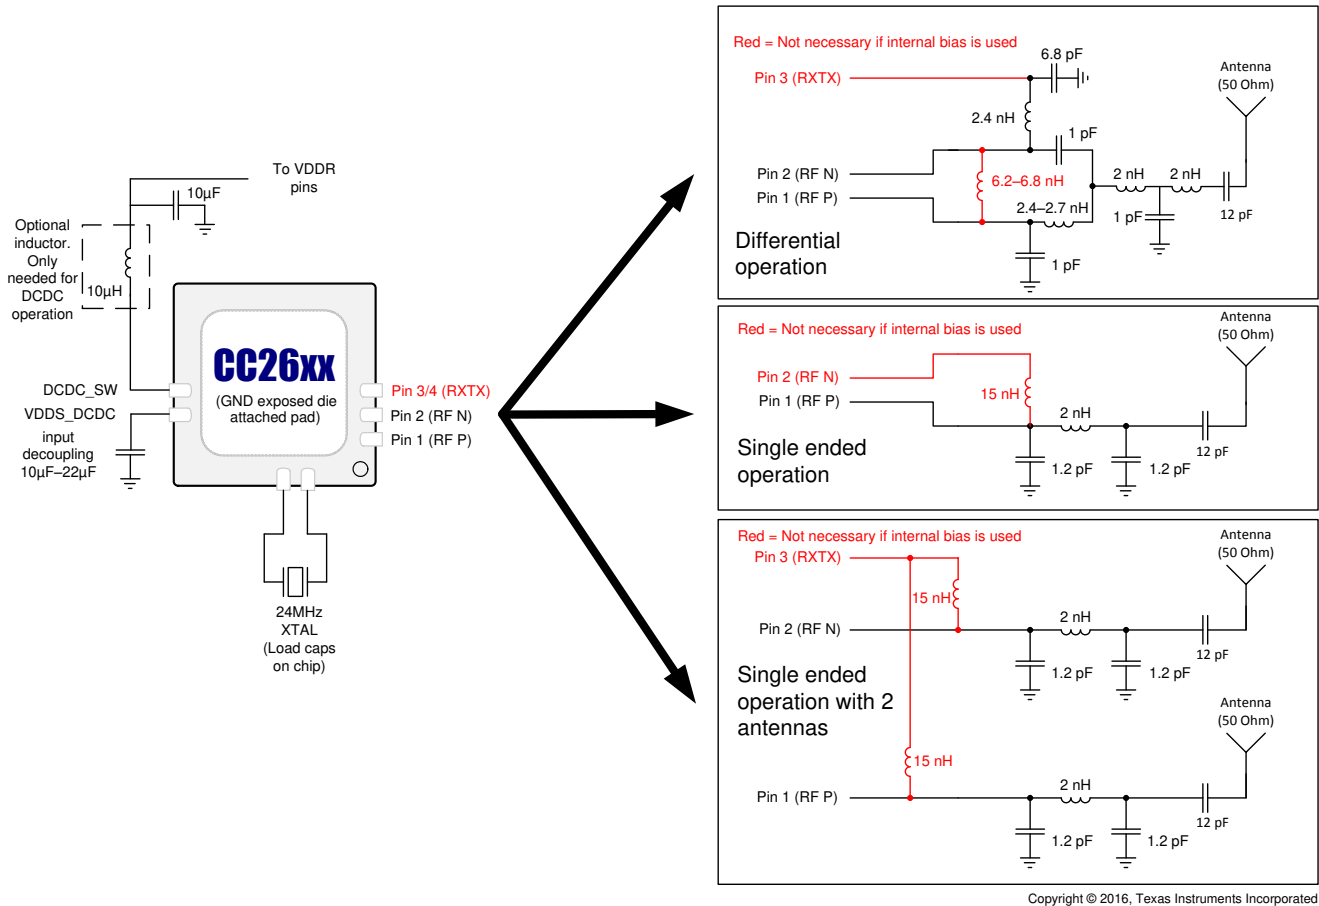 To VDDR
pins
10µF
Optional
inductor.
Only
needed for
DCDC
operation
10µH
CC26xx
(GND exposed die
attached pad)
DCDC_SW
VDDS_DCDC
input
decoupling
10µF–22µF
Pin 3/4 (RXTX)
Pin 2 (RF N)
Pin 1 (RF P)
24MHz
XTAL
(Load caps
on chip)
Red = Not necessary if internal bias is used
Pin 3 (RXTX)
6.8 pF
Antenna
(50 Ohm)
2.4 nH
1 pF
Pin 2 (RF N)
6.2–6.8 nH
2 nH
2 nH
Pin 1 (RF P)
2.4–2.7 nH
1 pF
12 pF
Differential
operation
1 pF
Red = Not necessary if internal bias is used
Antenna
(50 Ohm)
Pin 2 (RF N)
15 nH
Pin 1 (RF P)
2 nH
12 pF
Single ended
operation
1.2 pF
1.2 pF
Red = Not necessary if internal bias is used
Antenna
(50 Ohm)
Pin 3 (RXTX)
15 nH
2 nH
Pin 2 (RF N)
12 pF
1.2 pF
1.2 pF
Single ended
operation with 2
antennas
Antenna
(50 Ohm)
15 nH
2 nH
Pin 1 (RF P)
12 pF
1.2 pF
1.2 pF
Copyright © 2016, Texas Instruments Incorporated